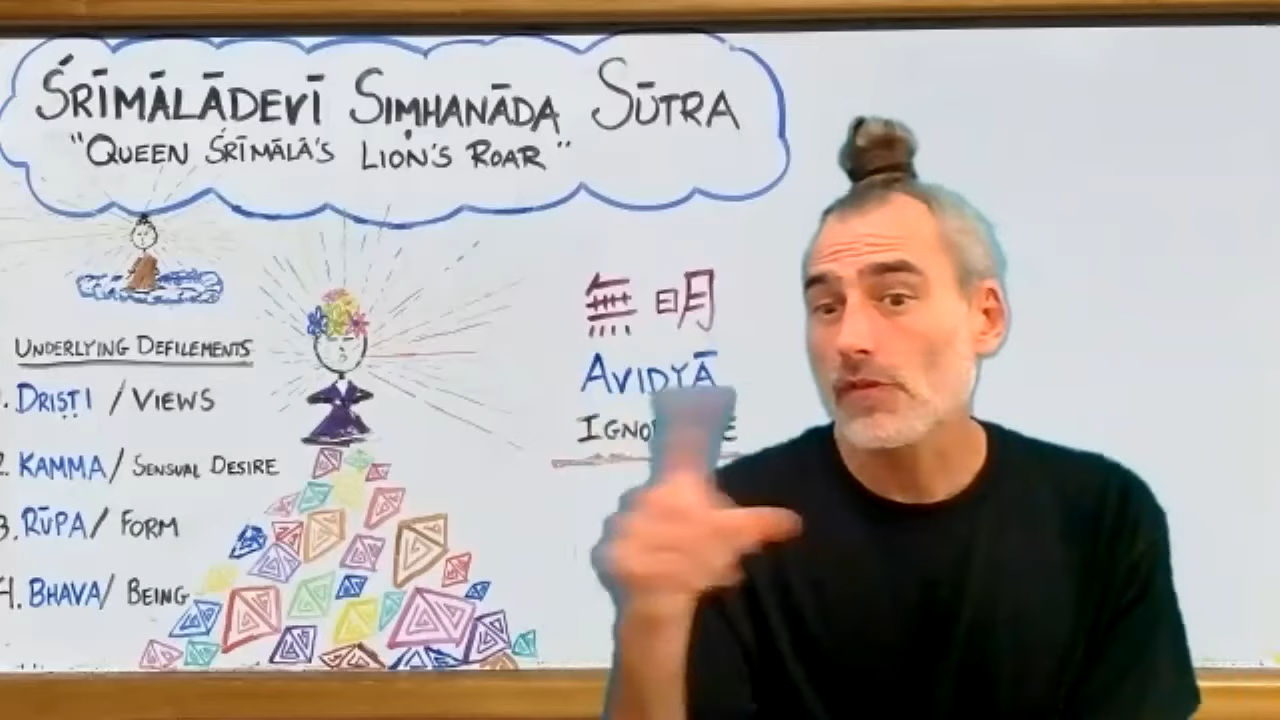 ŚRĪMĀLĀDEVĪ SIṂHANĀDA SŪTRA
"QUEEN ŚRĪMĀLĀ'S LION'S ROAR"
UNDERLYING DEFILEMENTS
. DRIṢṬI / VIEWS
2. KAMMA / SENSUAL DESIRE
3. RŪPA / FORM
4. BHAVA / BEING
無明
AVIDYĀ